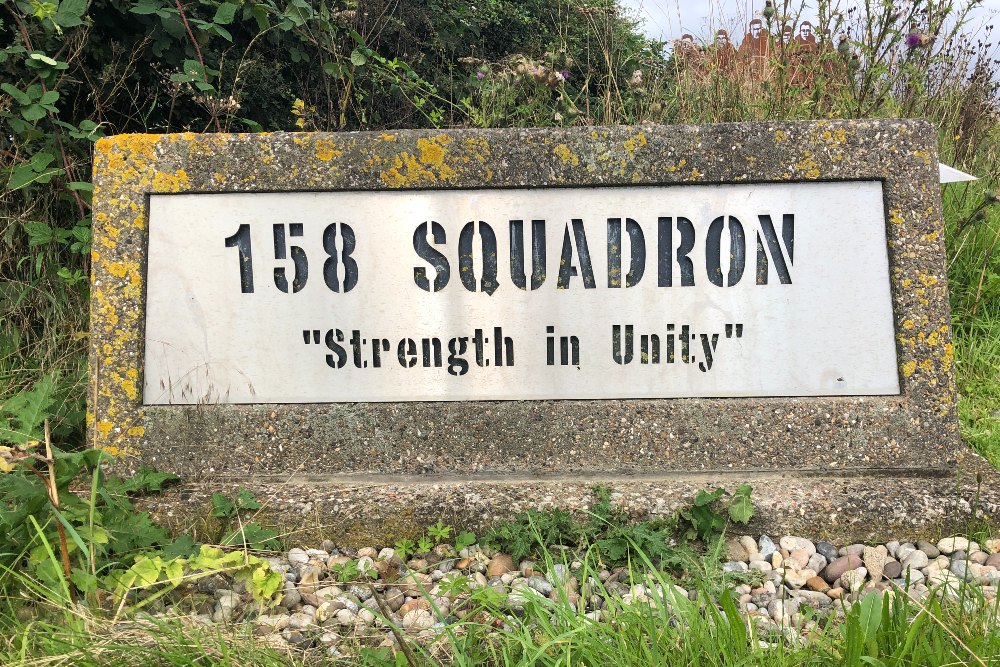 158 SQUADRON
"Strength in Unity"